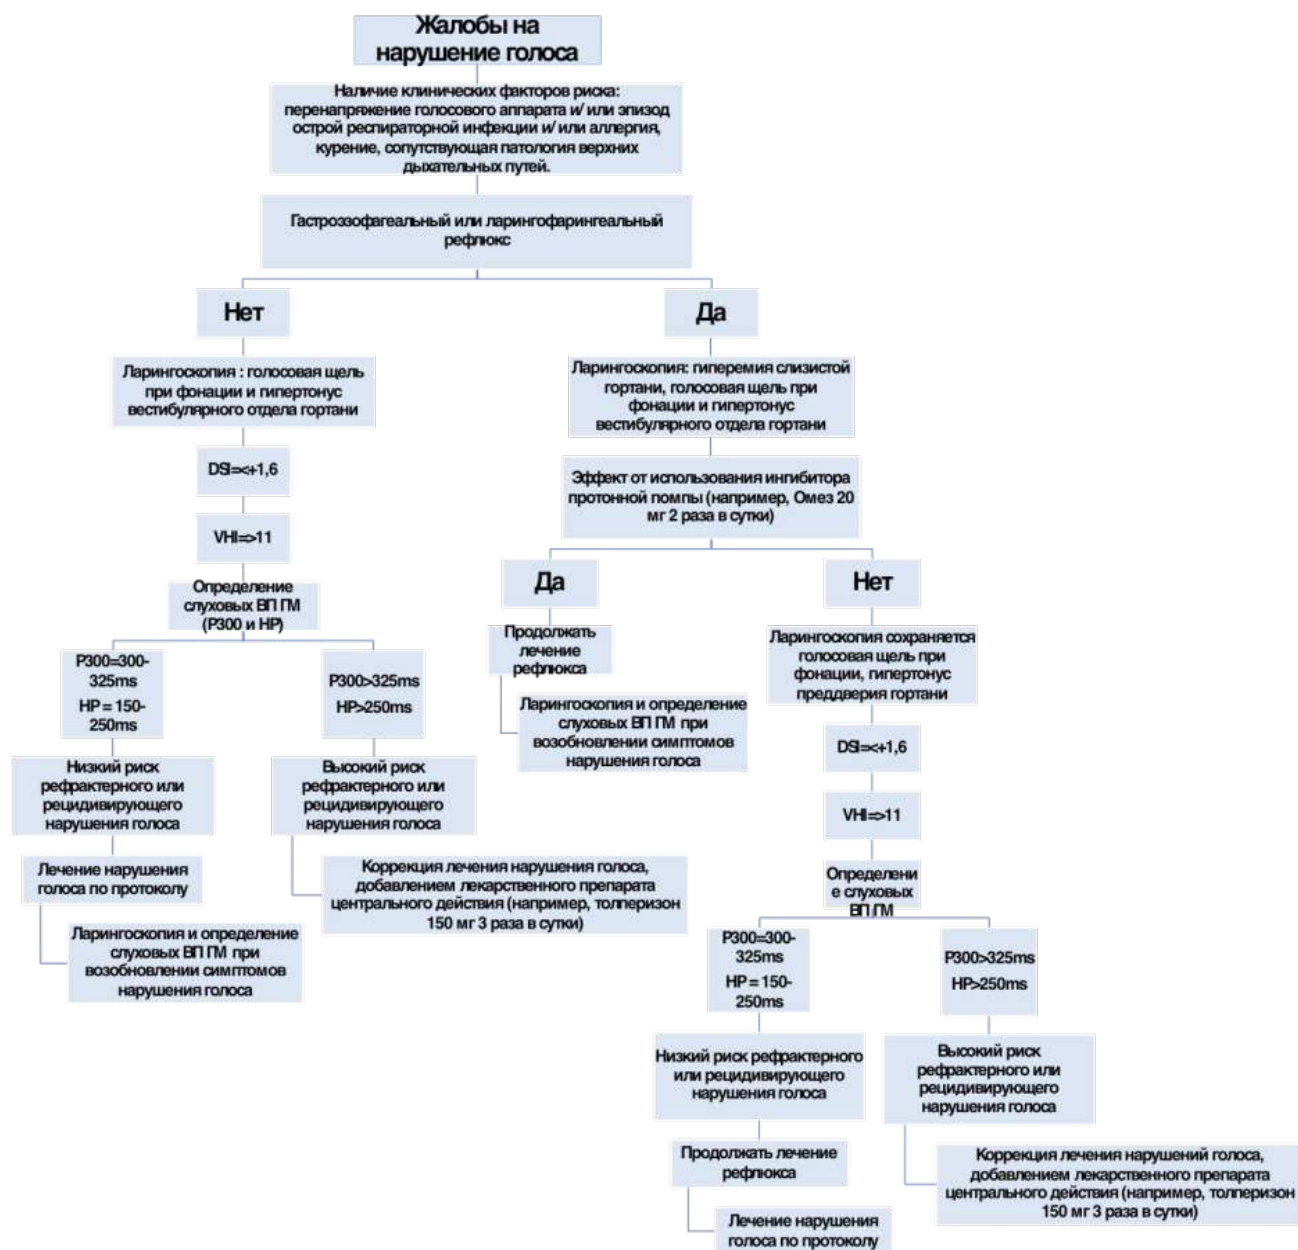 Жалобы на
нарушение голоса
Наличие клинических факторов риска:
перенапряжение голосового аппарата и/ или эпизод
острой респираторной инфекции и/ или аллергия,
курение, сопутствующая патология верхних
дыхательных путей.
Гастроэзофагеальный или ларингофарингеальный
рефлюкс
Нет
Ларингоскопия : голосовая щель
при фонации и гипертонус
вестибулярного отдела гортани
DSI=<+1,6
VHI=>11
Определение
слуховых ВП ГМ
(P300 и HP)
P300=300-
325ms
HP = 150-
250ms
Низкий риск
рефрактерного или
рецидивирующего
нарушения голоса
Лечение нарушения
голоса по протоколу
Ларингоскопия и определение
слуховых ВП ГМ при
возобновлении симптомов
нарушения голоса
P300>325ms
HP>250ms
Высокий риск
рефрактерного или
рецидивирующего
нарушения голоса
Коррекция лечения нарушения голоса,
добавлением лекарственного препарата
центрального действия (например, толперизон
150 мг 3 раза в сутки)
Да
Ларингоскопия: гиперемия слизистой
гортани, голосовая щель при
фонации и гипертонус
вестибулярного отдела гортани
Эффект от использования ингибитора
протонной помпы (например, Омез 20
мг 2 раза в сутки)
Да
Продолжать
лечение
рефлюкса
Ларингоскопия и определение
слуховых ВП ГМ при
возобновлении симптомов
нарушения голоса
Нет
Ларингоскопия сохраняется
голосовая щель при
фонации, гипертонус
преддверия гортани
DSI=<+1,6
VHI=>11
Определени
е слуховых
ВП ГМ
P300=300-
325ms
HP = 150-
250ms
Низкий риск рефрактерного
или рецидивирующего
нарушения голоса
Продолжать лечение
рефлюкса
Лечение нарушения
голоса по протоколу
P300>325ms
HP>250ms
Высокий риск
рефрактерного или
рецидивирующего
нарушения голоса
Коррекция лечения нарушений голоса,
добавлением лекарственного препарата
центрального действия (например, толперизон
150 мг 3 раза в сутки)